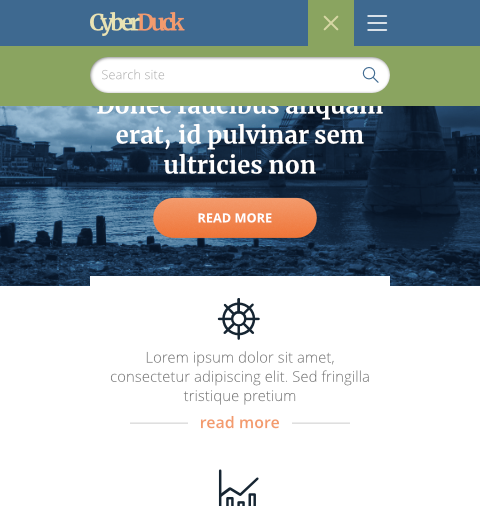 CyberDuck
Search site
Donec faucibus aliquam
erat, id pulvinar sem
ultricies non
READ MORE
Lorem ipsum dolor sit amet,
consectetur adipiscing elit. Sed fringilla
tristique pretium
read more